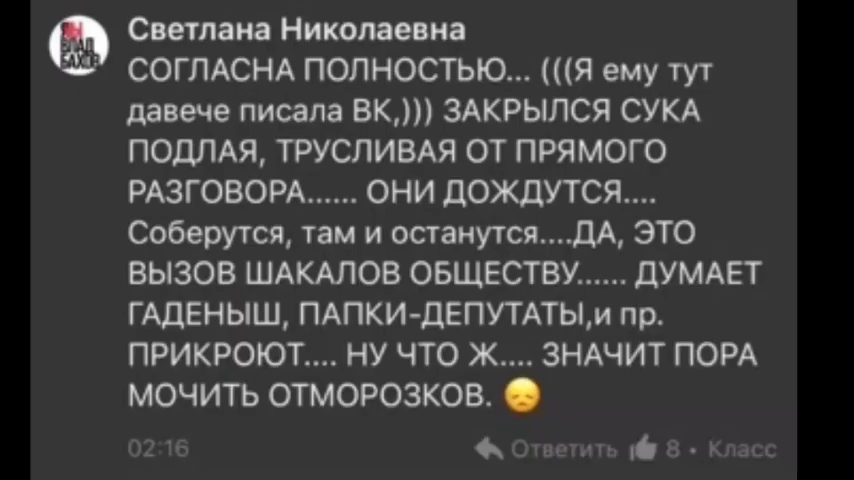 Светлана Николаевна
СОГЛАСНА ПОЛНОСТЬЮ... (((Я ему тут
давече писала ВК,))) ЗАКРЫЛСЯ СУКА
ПОДЛАЯ, ТРУСЛИВАЯ ОТ ПРЯМОГО
РАЗГОВОРА...... ОНИ ДОЖДУТСЯ....
Соберутся, там и останутся....ДА, ЭТО
ВЫЗОВ ШАКАЛОВ ОБЩЕСТВУ...... ДУМАЕТ
ГАДЕНЫШ, ПАПКИ-ДЕПУТАТЫ,и пр.
ПРИКРОЮТ.... НУ ЧТО Ж.... ЗНАЧИТ ПОРА
МОЧИТЬ ОТМОРОЗКОВ. 😞
02:16 Ответить 8 • Класс
ВЛАД
БАХОВ